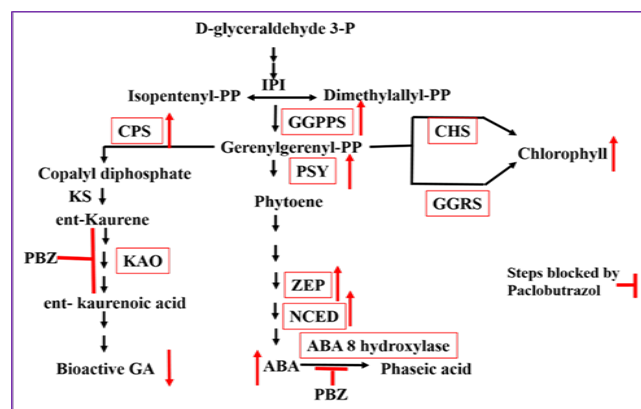 D-glyceraldehyde 3-P
IPI
Isopentenyl-PP
Dimethylallyl-PP
CPS
GGPPS
CHS
Gerenylgerenyl-PP
Chlorophyll
Copalyl diphosphate
PSY
KS
GGRS
Phytoene
ent-Kaurene
PBZ
KAO
ZEP
Steps blocked by
Paclobutrazol
ent- kaurenoic acid
NCED
ABA 8 hydroxylase
Bioactive GA
ABA
Phaseic acid
PBZ